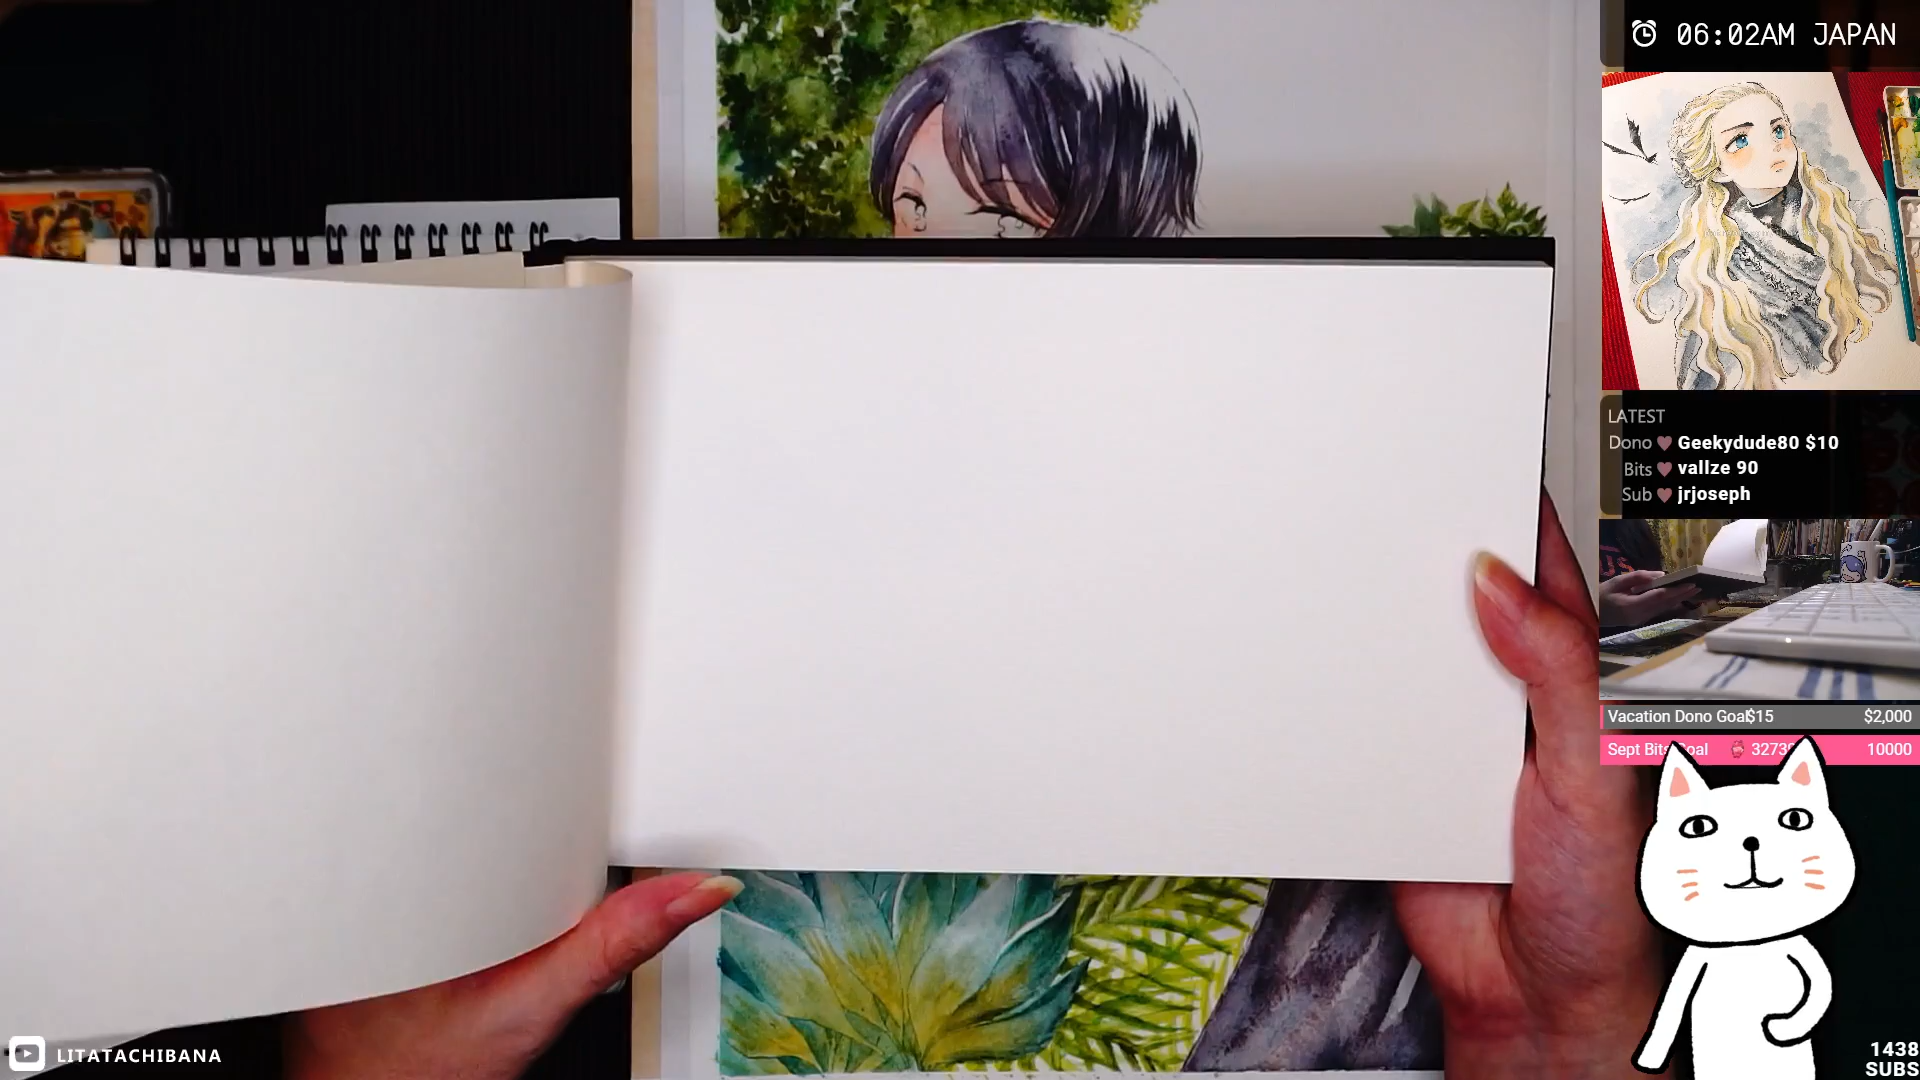 06:02AM JAPAN
LATEST
Dono Geekydude80 $10
Bits vallze 90
Sub jrjoseph
Vacation Dono Goal $15 $2,000
Sept Bits Goal 10000
LITATACHIBANA
1438
SUBS